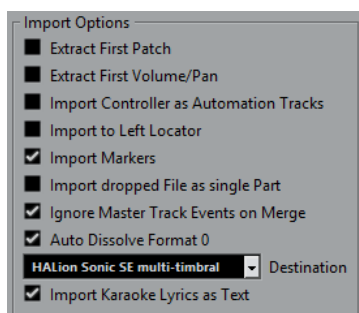 Import Options
Extract First Patch
Extract First Volume/Pan
Import Controller as Automation Tracks
Import to Left Locator
Import Markers
Import dropped File as single Part
Ignore Master Track Events on Merge
Auto Dissolve Format 0
HALion Sonic SE multi-timbral Destination
Import Karaoke Lyrics as Text